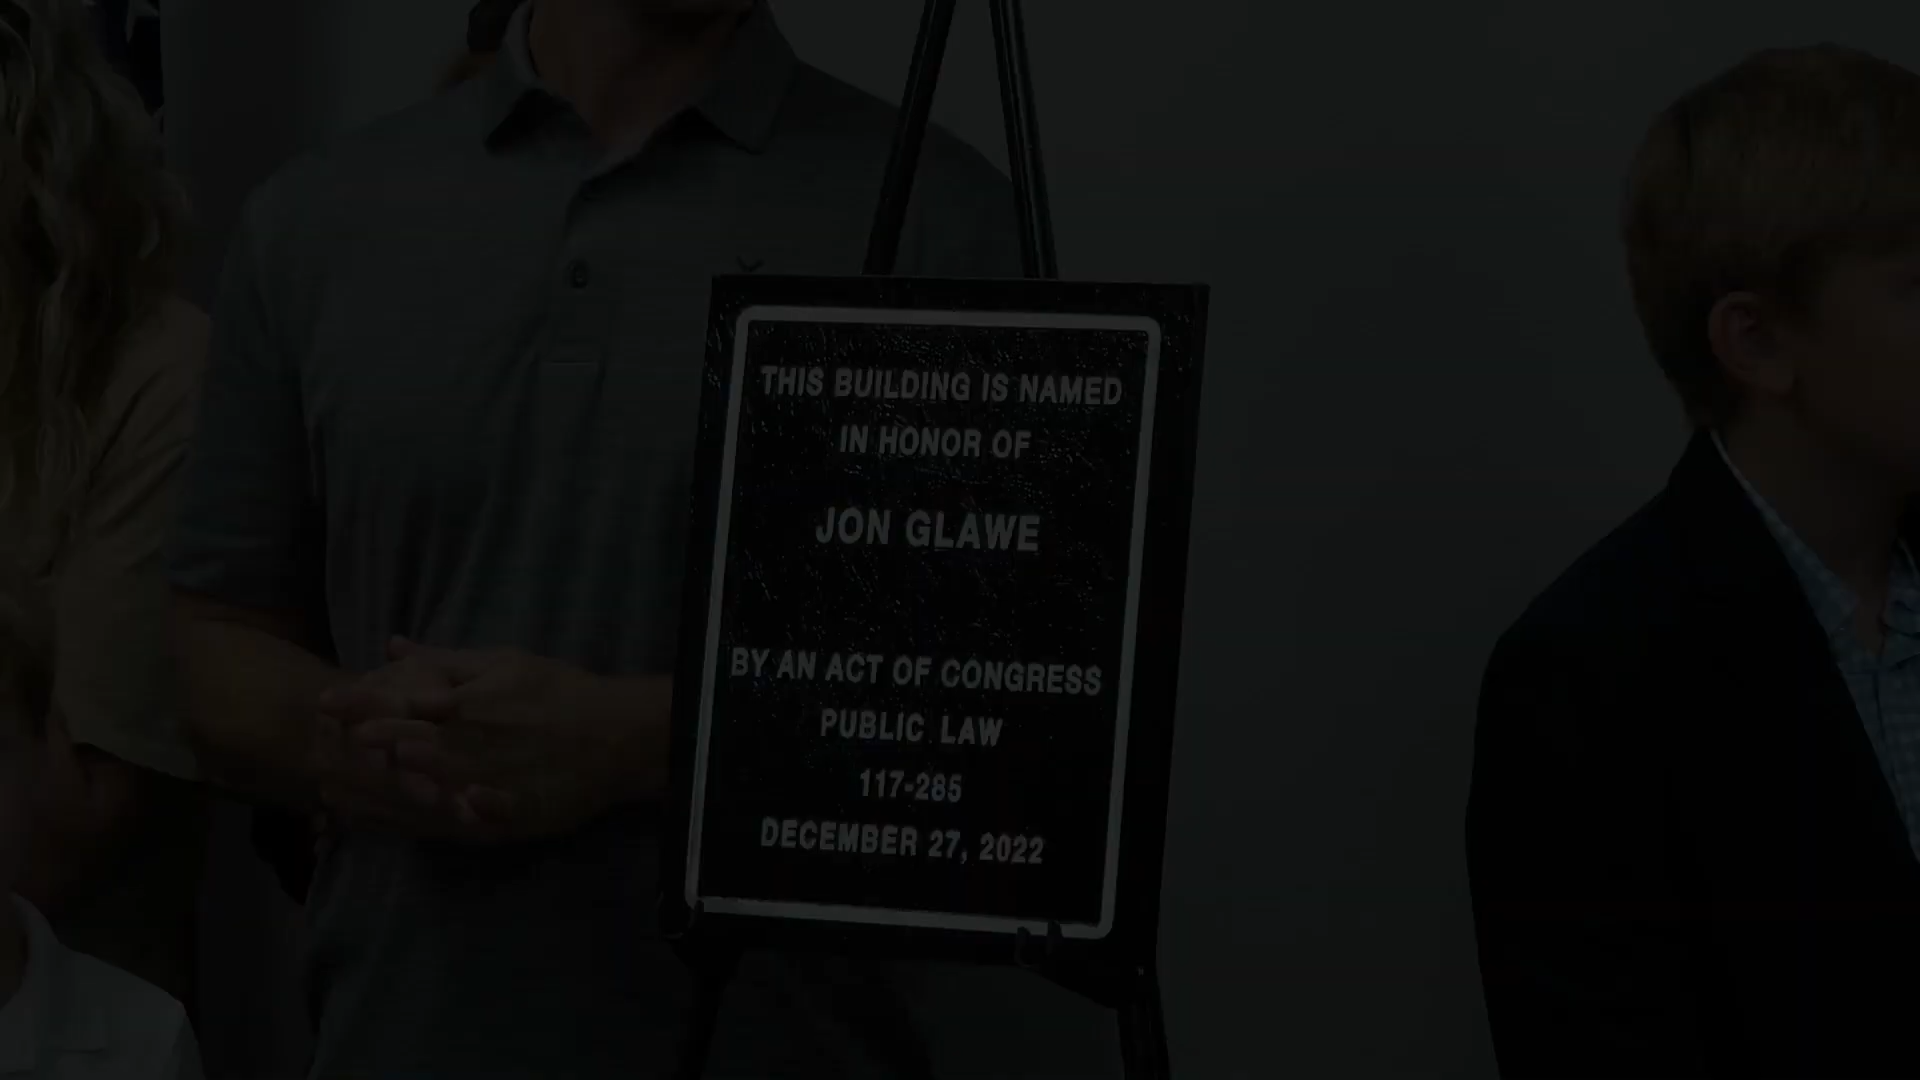 THIS BUILDING IS NAMED
IN HONOR OF
JON GLAWE
BY AN ACT OF CONGRESS
PUBLIC LAW
117-285
DECEMBER 27, 2022